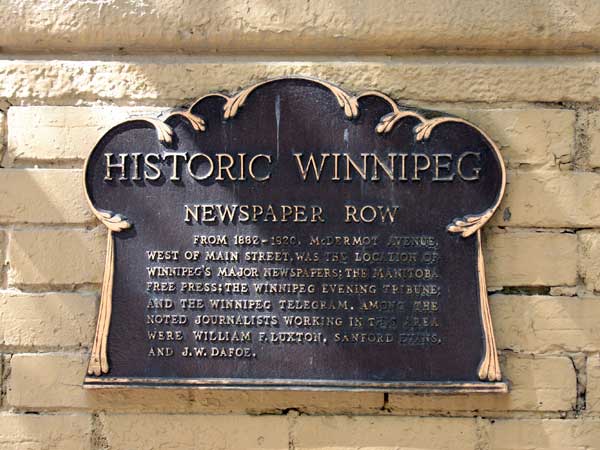 HISTORIC WINNIPEG
NEWSPAPER ROW
FROM 1882-1920, McDERMOT AVENUE,
WEST OF MAIN STREET, WAS THE LOCATION OF
WINNIPEG'S MAJOR NEWSPAPERS: THE MANITOBA
FREE PRESS; THE WINNIPEG EVENING TRIBUNE;
AND THE WINNIPEG TELEGRAM. AMONG THE
NOTED JOURNALISTS WORKING IN THIS AREA
WERE WILLIAM F. LUXTON, SANFORD EVANS,
AND J.W. DAFOE.